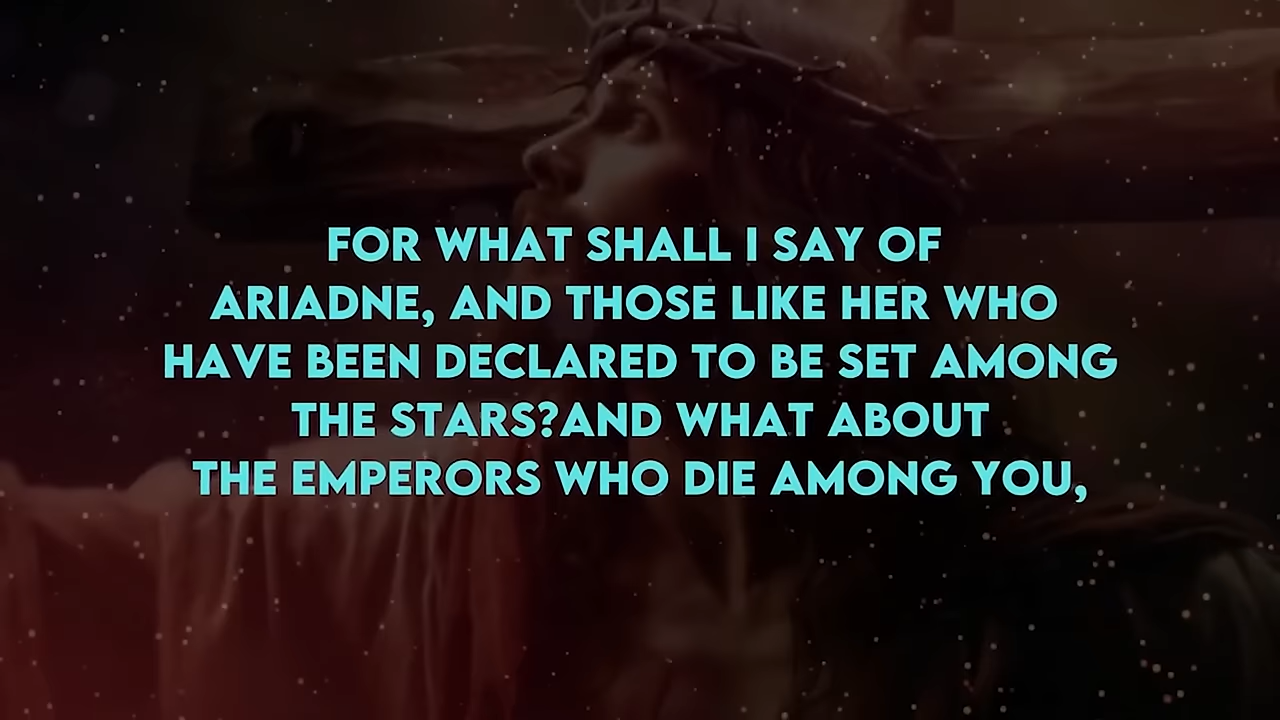 FOR WHAT SHALL I SAY OF
ARIADNE, AND THOSE LIKE HER WHO
HAVE BEEN DECLARED TO BE SET AMONG
THE STARS?AND WHAT ABOUT
THE EMPERORS WHO DIE AMONG YOU,